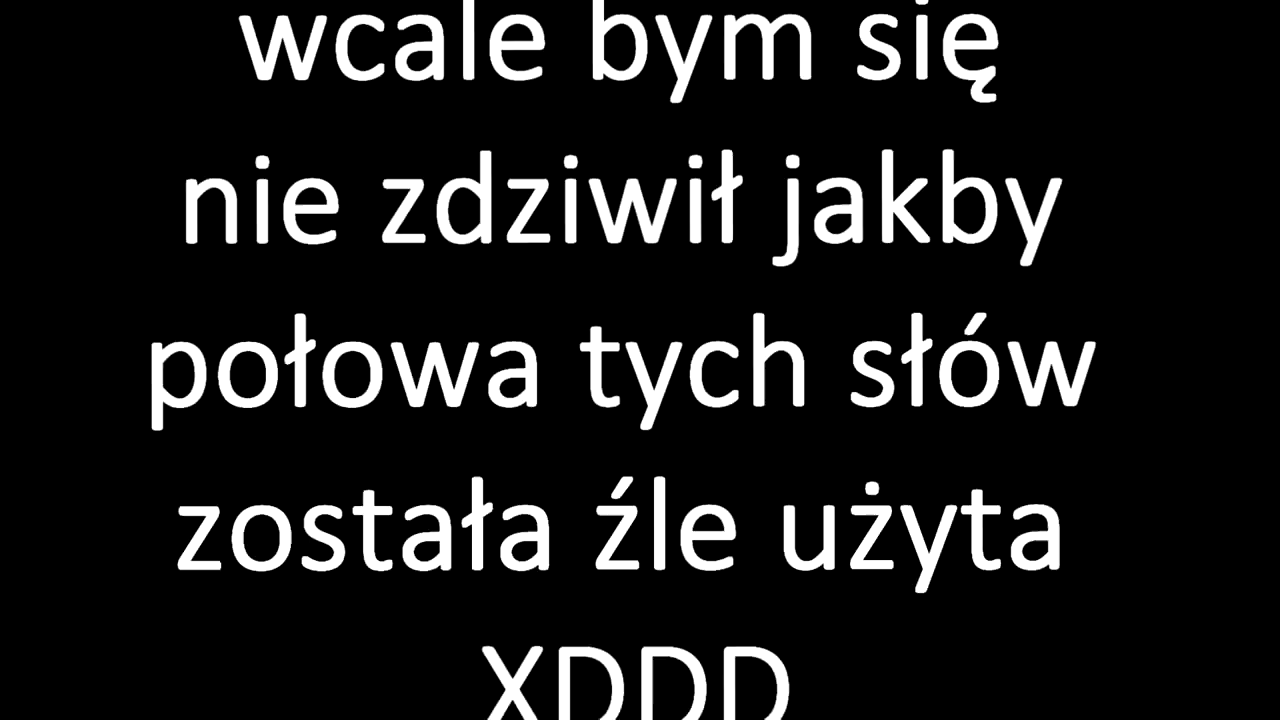 wcale bym się
nie zdziwił jakby
połowa tych słów
została źle użyta
XDDD